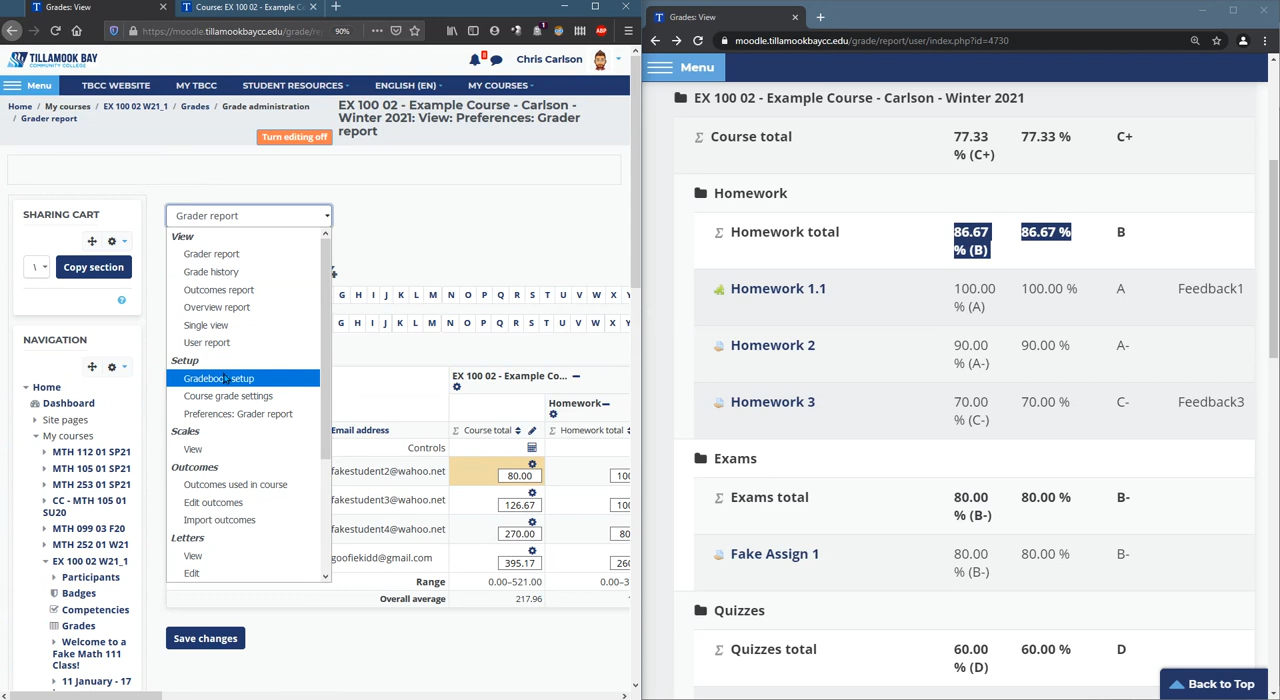 Grades: View
Course: EX 100 02 - Example C
https://moodle.tillamookbaycc.edu/grade/re
90%
ABP
TILLAMOOK BAY
COMMUNITY COLLEGE
Chris Carlson
Menu
TBCC WEBSITE
MY TBCC
STUDENT RESOURCES
ENGLISH (EN)
MY COURSES
Home / My courses / EX 100 02 W21_1 / Grades / Grade administration
/ Grader report
EX 100 02 - Example Course - Carlson -
Winter 2021: View: Preferences: Grader
report
Turn editing off
SHARING CART
\
Copy section
NAVIGATION
Home
Dashboard
Site pages
My courses
MTH 112 01 SP21
MTH 105 01 SP21
MTH 253 01 SP21
CC - MTH 105 01
SU20
MTH 099 03 F20
MTH 252 01 W21
EX 100 02 W21_1
Participants
Badges
Competencies
Grades
Welcome to a
Fake Math 111
Class!
11 January - 17
Grader report
View
Grader report
Grade history
Outcomes report
Overview report
Single view
User report
Setup
Gradebook setup
Course grade settings
Preferences: Grader report
Scales
View
Outcomes
Outcomes used in course
Edit outcomes
Import outcomes
Letters
View
Edit
G H I J K L M N O P Q R S T U V W X Y
G H I J K L M N O P Q R S T U V W X Y
EX 100 02 - Example Co...
Homework
Email address
Σ Course total
Σ Homework total
Controls
fakestudent2@wahoo.net 80.00 100
fakestudent3@wahoo.net 126.67 100
fakestudent4@wahoo.net 270.00 80
goofiekidd@gmail.com 395.17 260
Range 0.00–521.00 0.00–3
Overall average 217.96
Save changes
Grades: View
moodle.tillamookbaycc.edu/grade/report/user/index.php?id=4730
Menu
EX 100 02 - Example Course - Carlson - Winter 2021
Σ Course total 77.33 % (C+) 77.33 % C+
Homework
Σ Homework total 86.67 % (B) 86.67 % B
Homework 1.1 100.00 % (A) 100.00 % A Feedback1
Homework 2 90.00 % (A-) 90.00 % A-
Homework 3 70.00 % (C-) 70.00 % C- Feedback3
Exams
Σ Exams total 80.00 % (B-) 80.00 % B-
Fake Assign 1 80.00 % (B-) 80.00 % B-
Quizzes
Σ Quizzes total 60.00 % (D) 60.00 % D
Back to Top